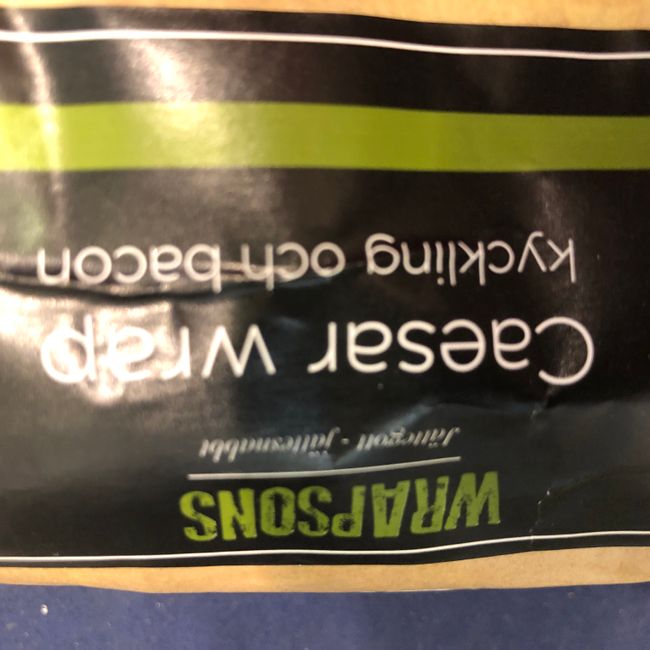 WRAPSONS
Jättegott - jättesnabbt
Caesar wrap
kyckling och bacon